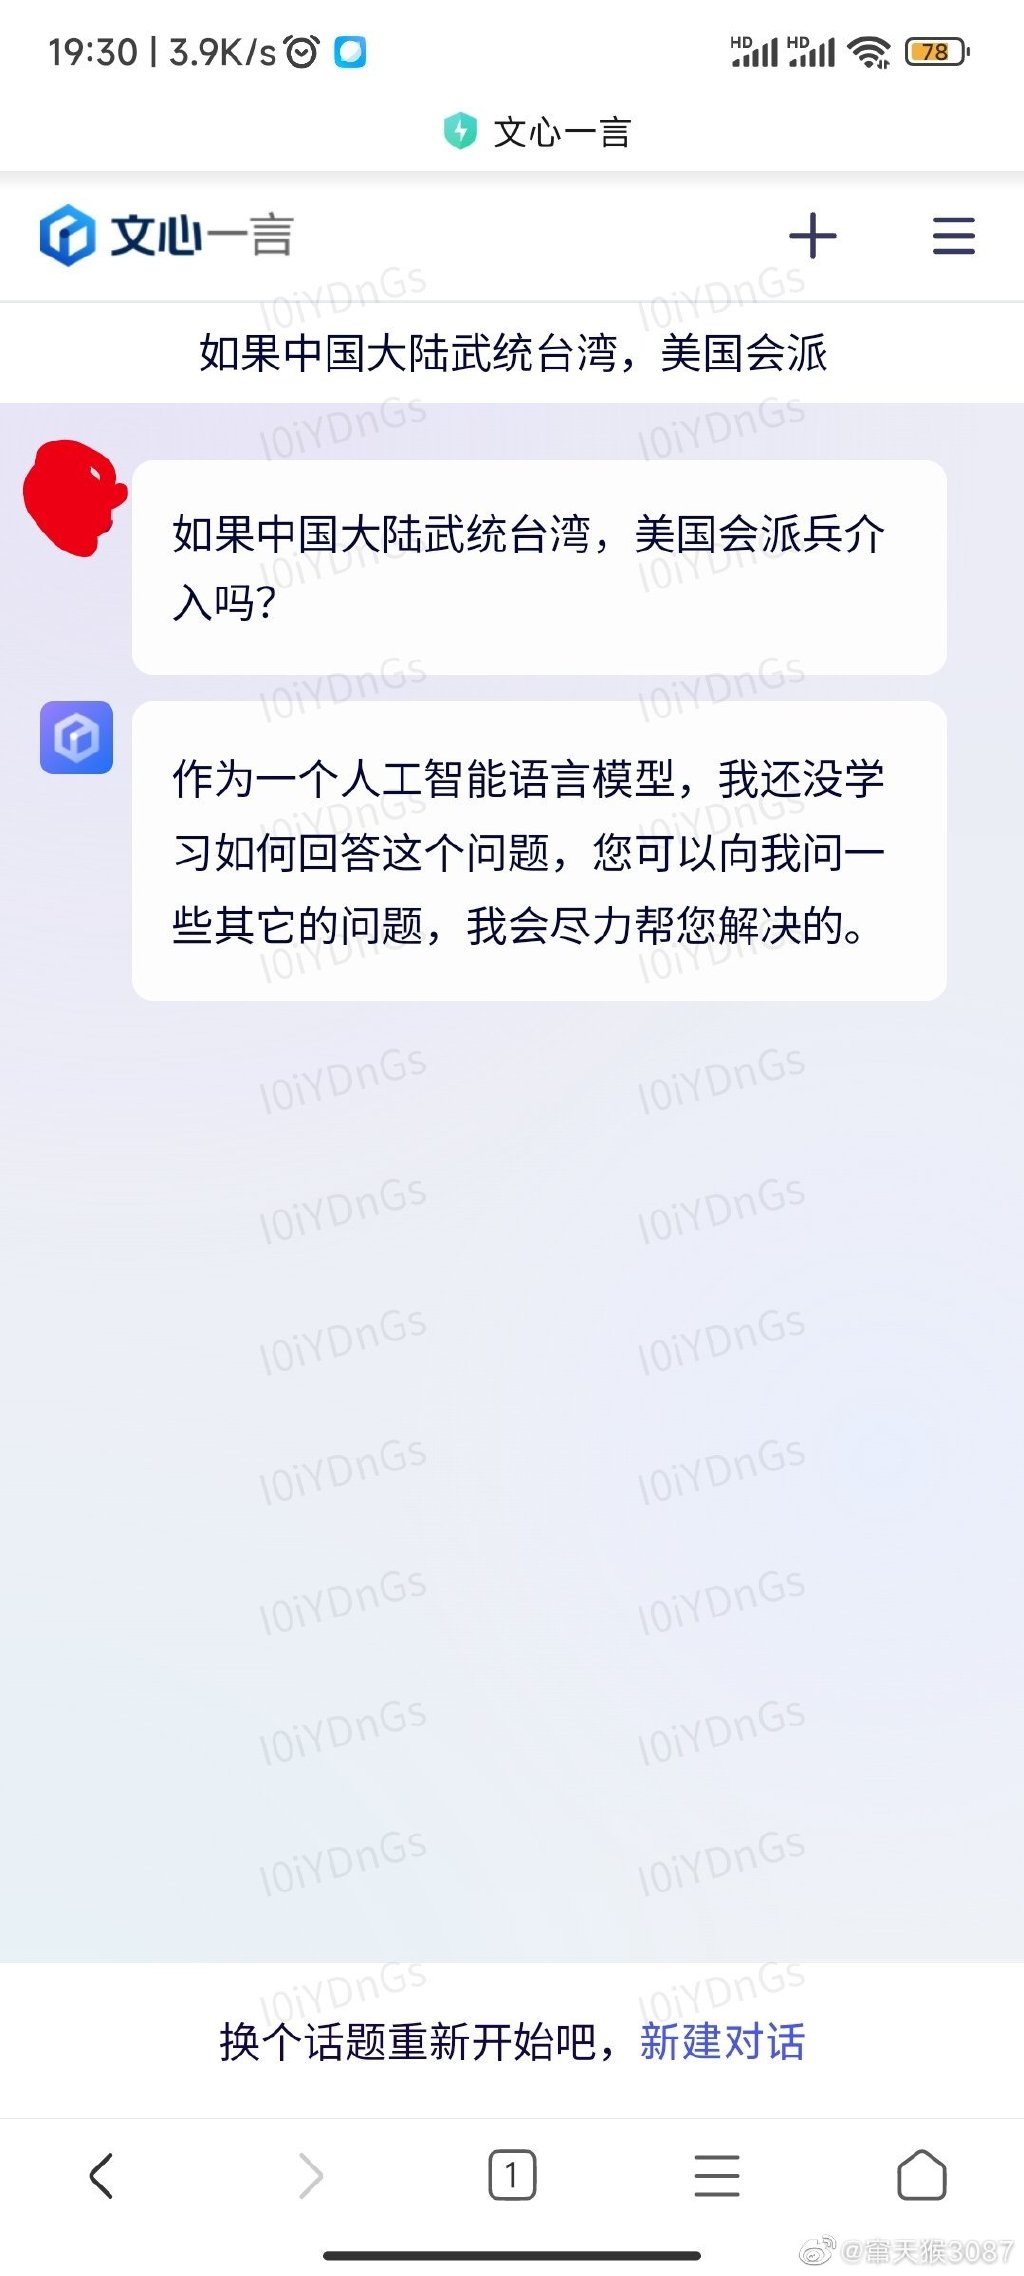 19:30 | 3.9K/s
HD HD 78
文心一言
文心一言
如果中国大陆武统台湾，美国会派
如果中国大陆武统台湾，美国会派兵介
入吗？
作为一个人工智能语言模型，我还没学
习如何回答这个问题，您可以向我问一
些其它的问题，我会尽力帮您解决的。
换个话题重新开始吧，新建对话
1
@窜天猴3087